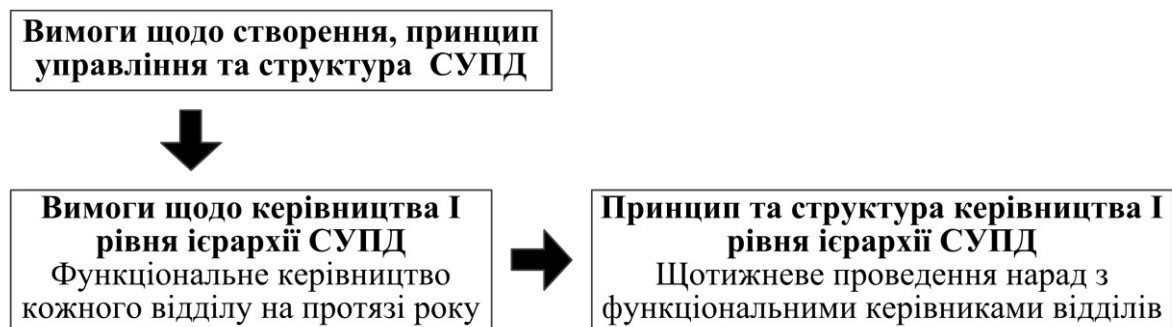 Вимоги щодо створення, принцип
управління та структура СУПД
Вимоги щодо керівництва І
рівня ієрархії СУПД
Функціональне керівництво
кожного відділу на протязі року
Принцип та структура керівництва І
рівня ієрархії СУПД
Щотижневе проведення нарад з
функціональними керівниками відділів